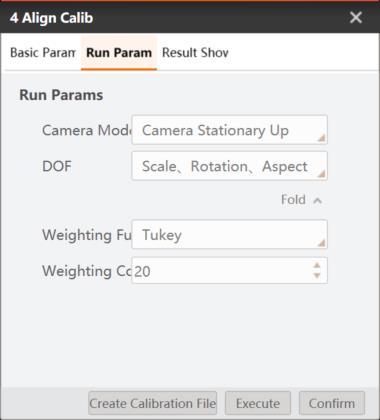 4 Align Calib
Basic Param Run Param Result Shov
Run Params
Camera Mode Camera Stationary Up
DOF Scale、Rotation、Aspect
Fold
Weighting Fu Tukey
Weighting Co 20
Create Calibration File Execute Confirm